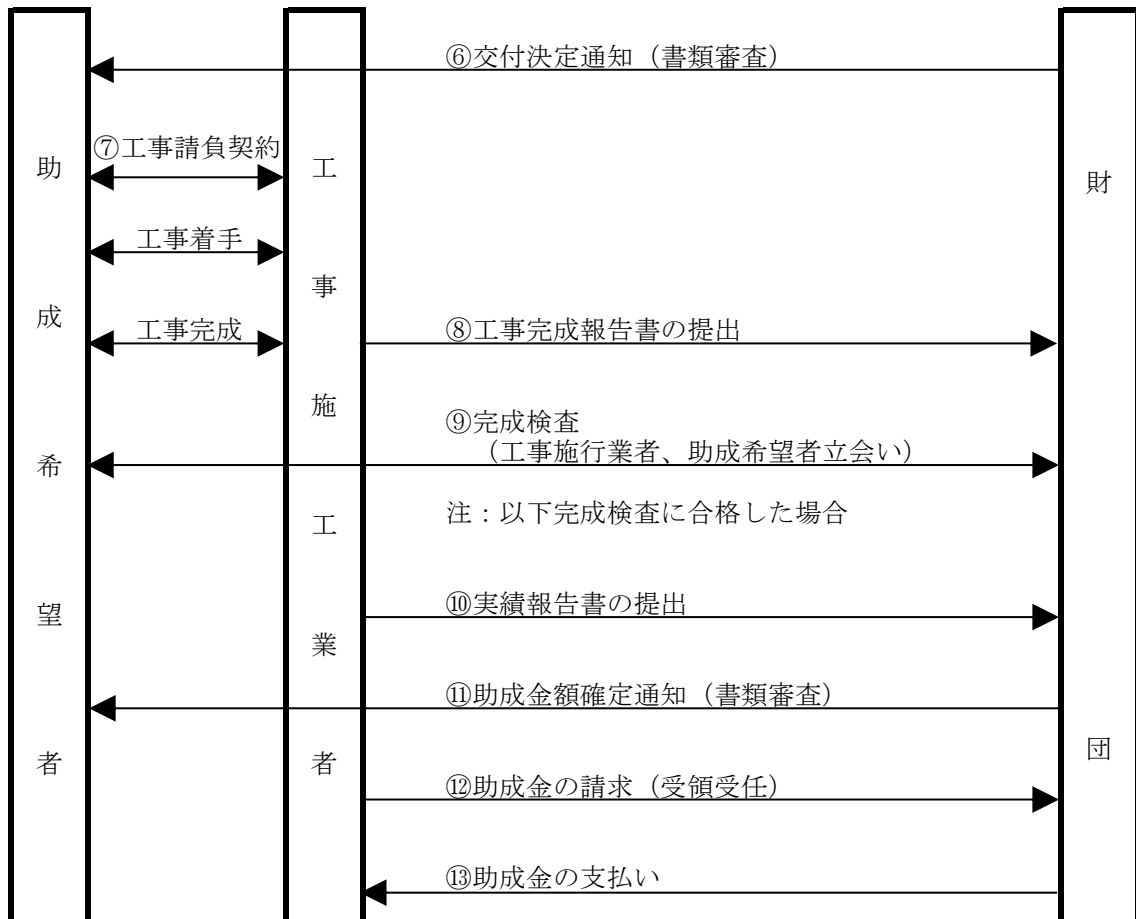 ⑥交付決定通知（書類審査）
⑦工事請負契約
工事着手
工事完成
⑧工事完成報告書の提出
⑨完成検査
（工事施行業者、助成希望者立会い）
注：以下完成検査に合格した場合
⑩実績報告書の提出
⑪助成金額確定通知（書類審査）
⑫助成金の請求（受領受任）
⑬助成金の支払い
助成希望者
工事施工業者
財団